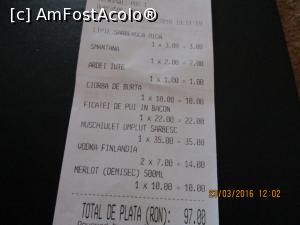 [c] AmFostAcolo®
LIPIE SARBEASCA MICA
1 x 3.00 = 3.00
SMANTANA
1 x 2.00 = 2.00
ARDEI IUTE
1 x 1.00 = 1.00
CIORBA DE BURTA
1 x 10.00 = 10.00
FICATEI DE PUI IN BACON
1 x 22.00 = 22.00
MUSCHIULET UMPLUT SARBESC
1 x 35.00 = 35.00
VODKA FINLANDIA
2 x 7.00 = 14.00
MERLOT (DEMISEC) 500ML
1 x 10.00 = 10.00
TOTAL DE PLATA (RON): 97.00
/03/2016 12:02